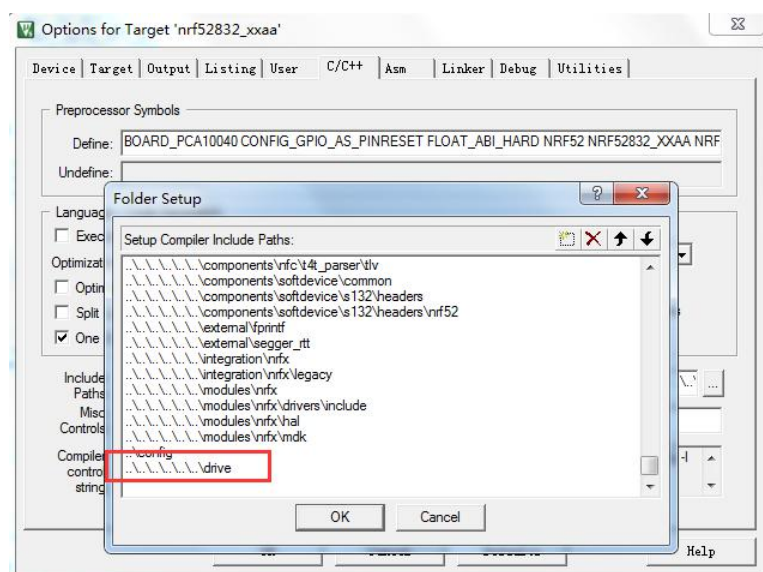 Options for Target 'nrf52832_xxaa'
Device Target Output Listing User C/C++ Asm Linker Debug Utilities
Preprocessor Symbols
Define: BOARD_PCA10040 CONFIG_GPIO_AS_PINRESET FLOAT_ABI_HARD NRF52 NRF52832_XXAA NRF
Undefine:
Folder Setup
Languag
Exec
Setup Compiler Include Paths:
Optimizat
Optim
Split
One
..\..\..\..\..\..\components\nfc\t4t_parser\tlv
..\..\..\..\..\..\components\softdevice\common
..\..\..\..\..\..\components\softdevice\s132\headers
..\..\..\..\..\..\components\softdevice\s132\headers\nrf52
..\..\..\..\..\..\external\fprintf
..\..\..\..\..\..\external\segger_rtt
..\..\..\..\..\..\integration\nrfx
..\..\..\..\..\..\integration\nrfx\legacy
..\..\..\..\..\..\modules\nrfx
..\..\..\..\..\..\modules\nrfx\drivers\include
..\..\..\..\..\..\modules\nrfx\hal
..\..\..\..\..\..\modules\nrfx\mdk
..\config
..\..\..\..\..\..\drive
Include
Paths
\..\
...
Misc
Controls
Compiler
control
string
-I
OK Cancel
Help